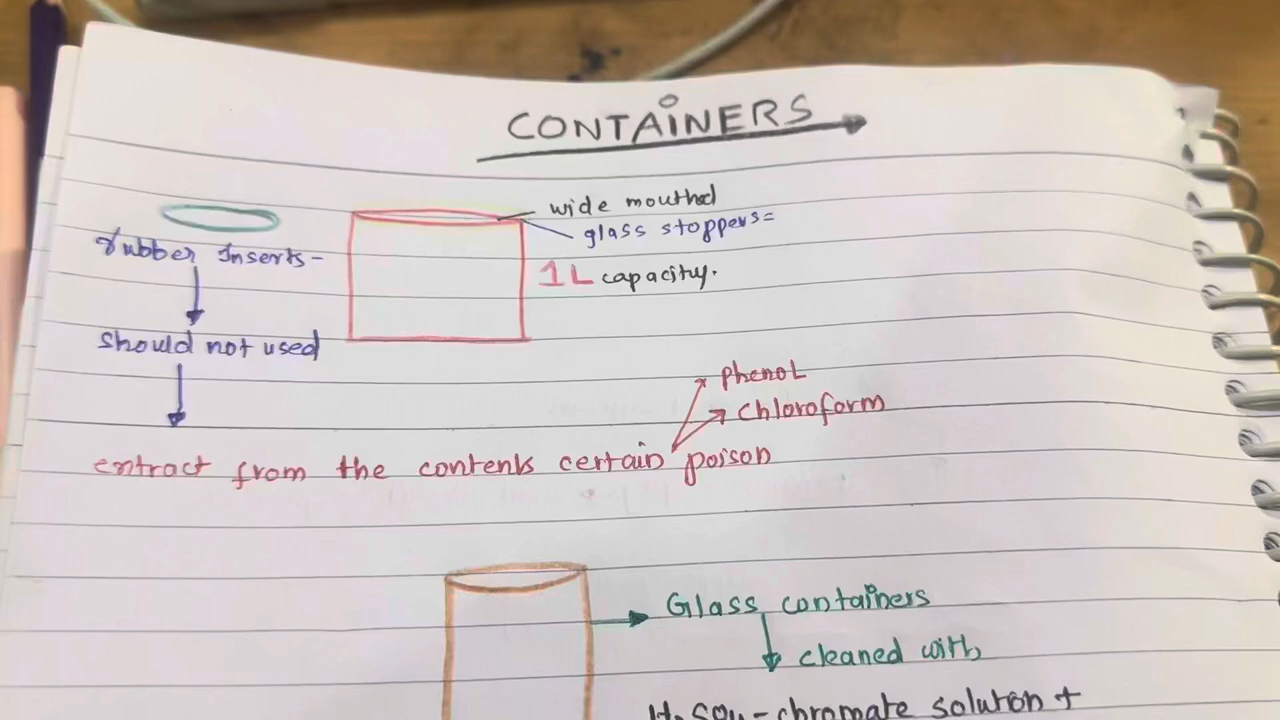 CONTAINERS
wide mouthed
glass stoppers=
rubber Inserts-
1L capacity.
should not used
phenol
chloroform
extract from the contents certain poison
Glass containers
cleaned with
H2SO4-chromate solution +